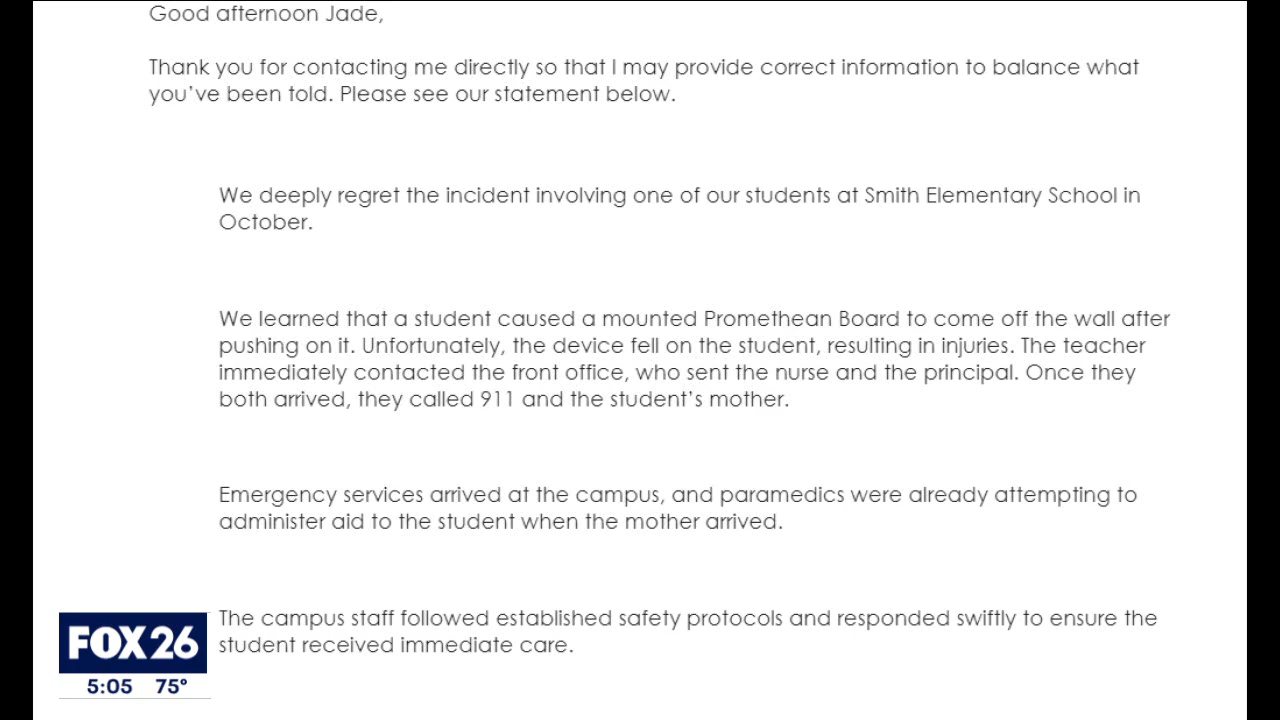 Good afternoon Jade,
Thank you for contacting me directly so that I may provide correct information to balance what
you've been told. Please see our statement below.
We deeply regret the incident involving one of our students at Smith Elementary School in
October.
We learned that a student caused a mounted Promethean Board to come off the wall after
pushing on it. Unfortunately, the device fell on the student, resulting in injuries. The teacher
immediately contacted the front office, who sent the nurse and the principal. Once they
both arrived, they called 911 and the student's mother.
Emergency services arrived at the campus, and paramedics were already attempting to
administer aid to the student when the mother arrived.
The campus staff followed established safety protocols and responded swiftly to ensure the
student received immediate care.
FOX 26
5:05 75°